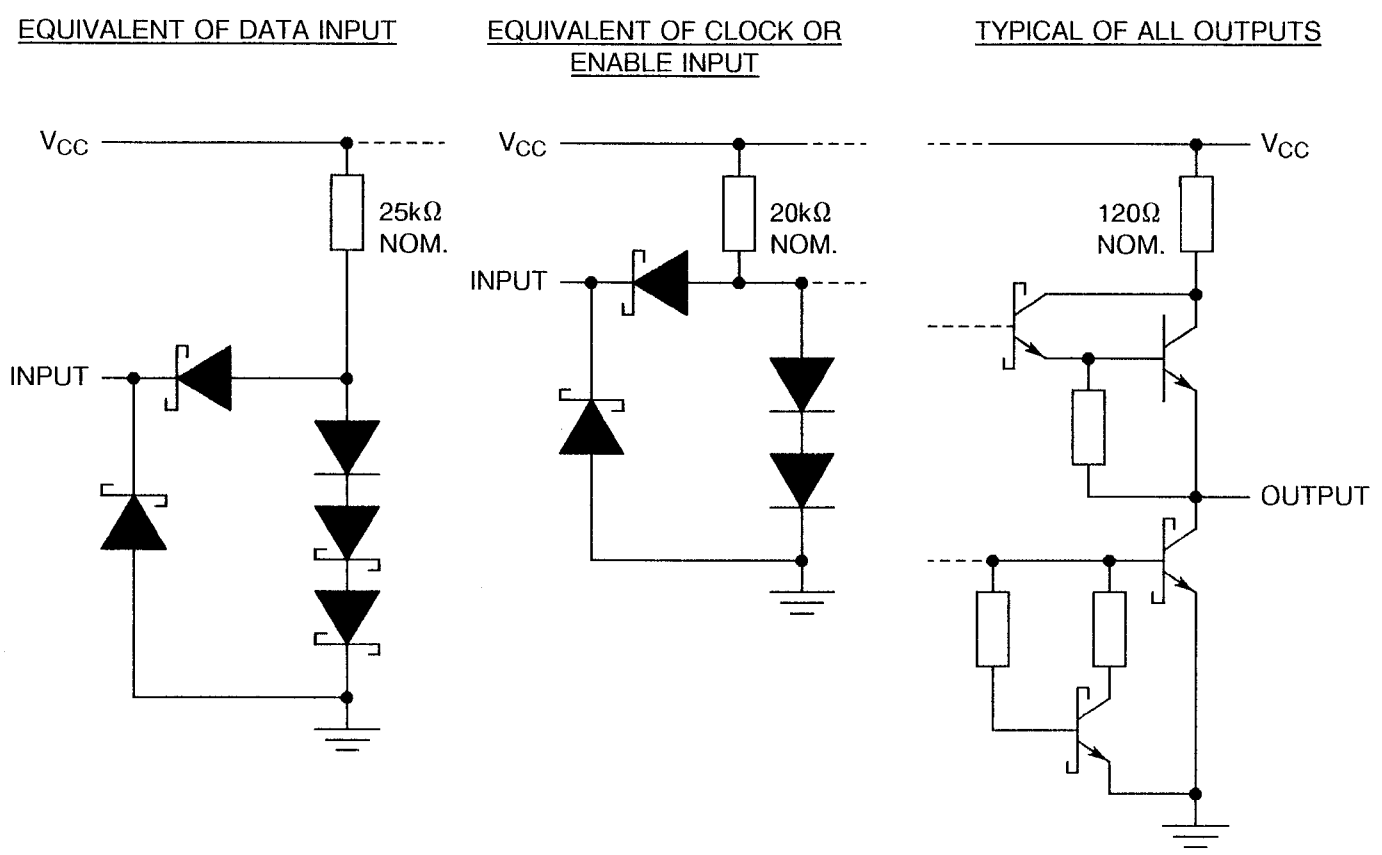 EQUIVALENT OF DATA INPUT
VCC
25kΩ
NOM.
INPUT
EQUIVALENT OF CLOCK OR
ENABLE INPUT
VCC
20kΩ
NOM.
INPUT
TYPICAL OF ALL OUTPUTS
VCC
120Ω
NOM.
OUTPUT